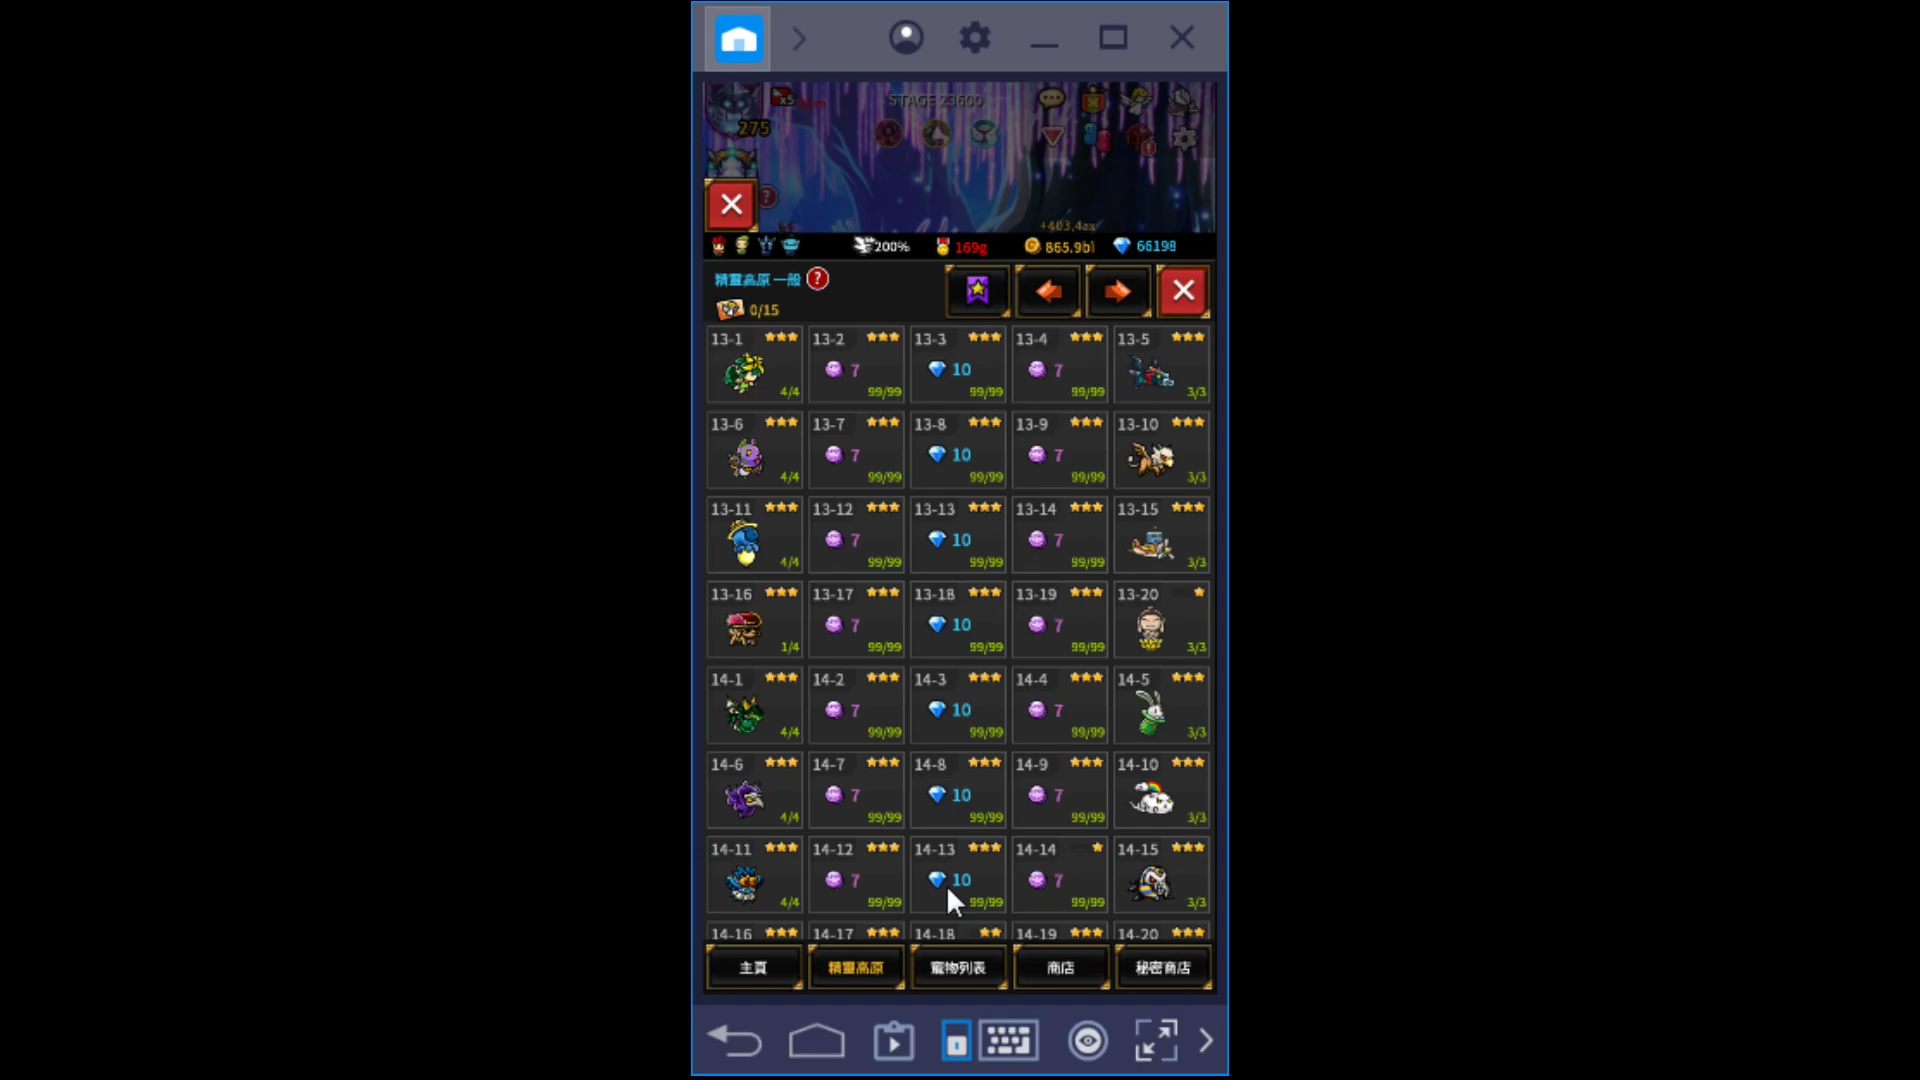 x5
STAGE 23600
275
+403,4ax
200% 169g 865.9bl 66198
精靈高原 一般 ?
0/15
13-1 13-2 13-3 13-4 13-5
7 10 7
4/4 99/99 99/99 99/99 3/3
13-6 13-7 13-8 13-9 13-10
7 10 7
4/4 99/99 99/99 99/99 3/3
13-11 13-12 13-13 13-14 13-15
7 10 7
4/4 99/99 99/99 99/99 3/3
13-16 13-17 13-18 13-19 13-20
7 10 7
1/4 99/99 99/99 99/99 3/3
14-1 14-2 14-3 14-4 14-5
7 10 7
4/4 99/99 99/99 99/99 3/3
14-6 14-7 14-8 14-9 14-10
7 10 7
4/4 99/99 99/99 99/99 3/3
14-11 14-12 14-13 14-14 14-15
7 10 7
4/4 99/99 99/99 99/99 3/3
14-16 14-17 14-18 14-19 14-20
主頁 精靈高原 寵物列表 商店 秘密商店